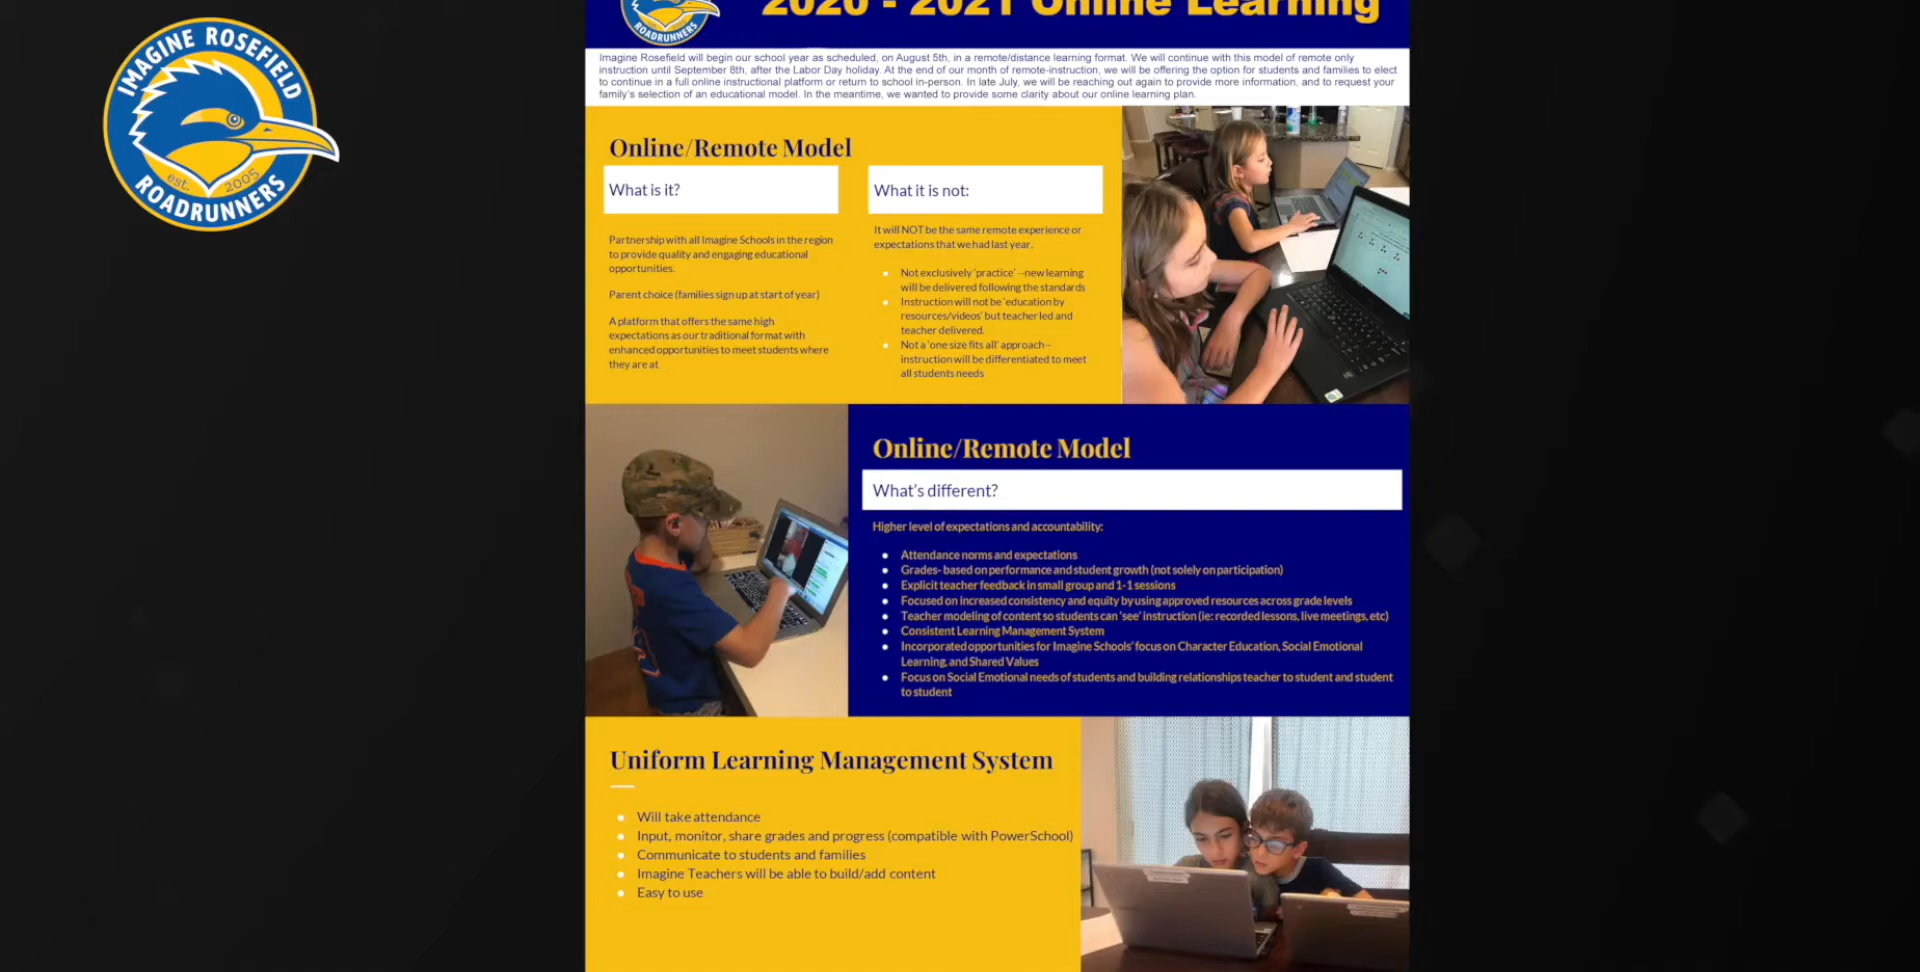 IMAGINE ROSEFIELD
est. 2005
ROADRUNNERS
ROADRUNNERS
2020 - 2021 Online Learning
Imagine Rosefield will begin our school year as scheduled, on August 5th, in a remote/distance learning format. We will continue with this model of remote only
instruction until September 8th, after the Labor Day holiday. At the end of our month of remote-instruction, we will be offering the option for students and families to elect
to continue in a full online instructional platform or return to school in-person. In late July, we will be reaching out again to provide more information, and to request your
family's selection of an educational model. In the meantime, we wanted to provide some clarity about our online learning plan.
Online/Remote Model
What is it?
Partnership with all Imagine Schools in the region
to provide quality and engaging educational
opportunities.
Parent choice (families sign up at start of year)
A platform that offers the same high
expectations as our traditional format with
enhanced opportunities to meet students where
they are at
What it is not:
It will NOT be the same remote experience or
expectations that we had last year.
• Not exclusively 'practice' --new learning
will be delivered following the standards
• Instruction will not be 'education by
resources/videos' but teacher led and
teacher delivered.
• Not a 'one size fits all' approach--
instruction will be differentiated to meet
all students needs
Online/Remote Model
What's different?
Higher level of expectations and accountability:
• Attendance norms and expectations
• Grades- based on performance and student growth (not solely on participation)
• Explicit teacher feedback in small group and 1-1 sessions
• Focused on increased consistency and equity by using approved resources across grade levels
• Teacher modeling of content so students can 'see' instruction (ie: recorded lessons, live meetings, etc)
• Consistent Learning Management System
• Incorporated opportunities for Imagine Schools' focus on Character Education, Social Emotional
Learning, and Shared Values
• Focus on Social Emotional needs of students and building relationships teacher to student and student
to student
Uniform Learning Management System
• Will take attendance
• Input, monitor, share grades and progress (compatible with PowerSchool)
• Communicate to students and families
• Imagine Teachers will be able to build/add content
• Easy to use